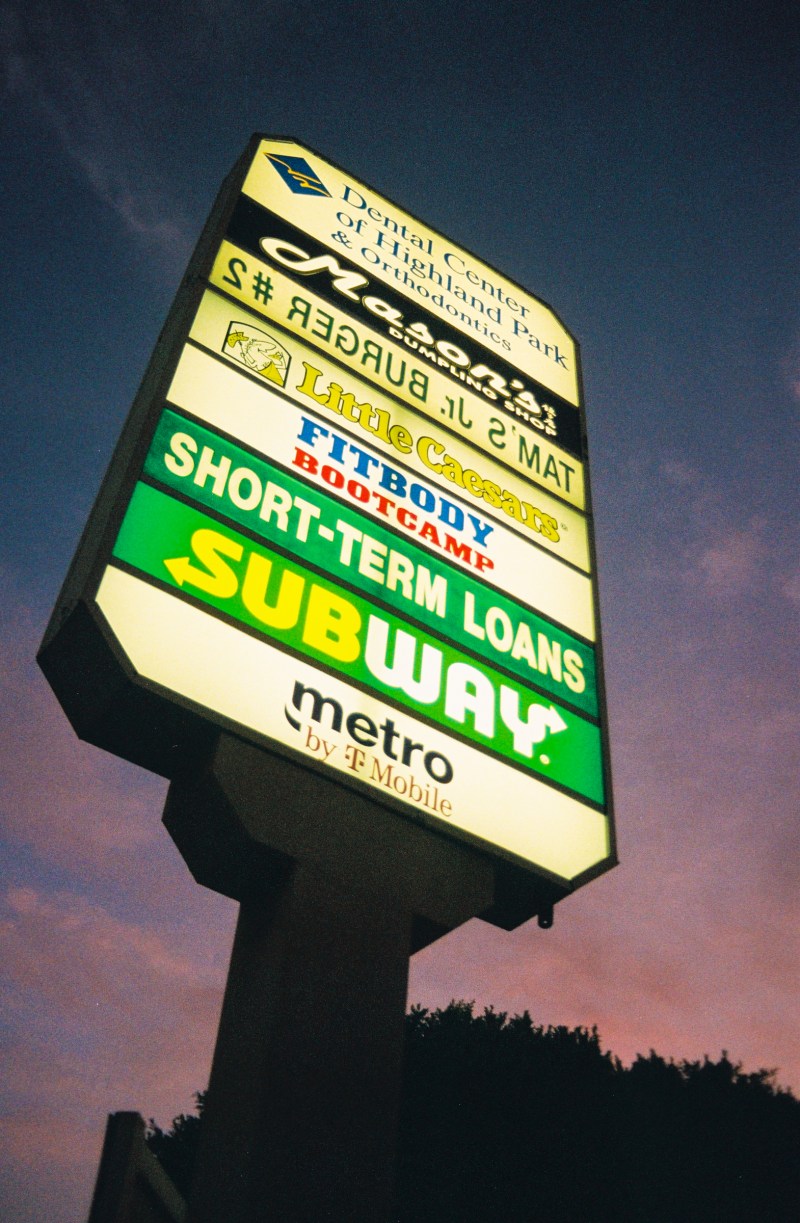 Dental Center
of Highland Park
& Orthodontics
Mason's
DUMPLING SHOP
TAM'S Jr. BURGER #2
Little Caesars®
FITBODY
BOOTCAMP
SHORT-TERM LOANS
SUBWAY
metro
by T Mobile